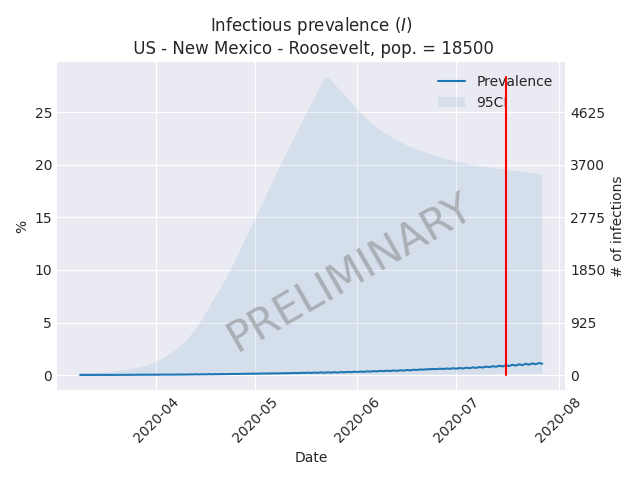 Infectious prevalence (I)
US - New Mexico - Roosevelt, pop. = 18500
Prevalence
95CI
25
20
15
10
5
0
%
4625
3700
2775
1850
925
0
# of infections
PRELIMINARY
2020-04
2020-05
2020-06
2020-07
2020-08
Date